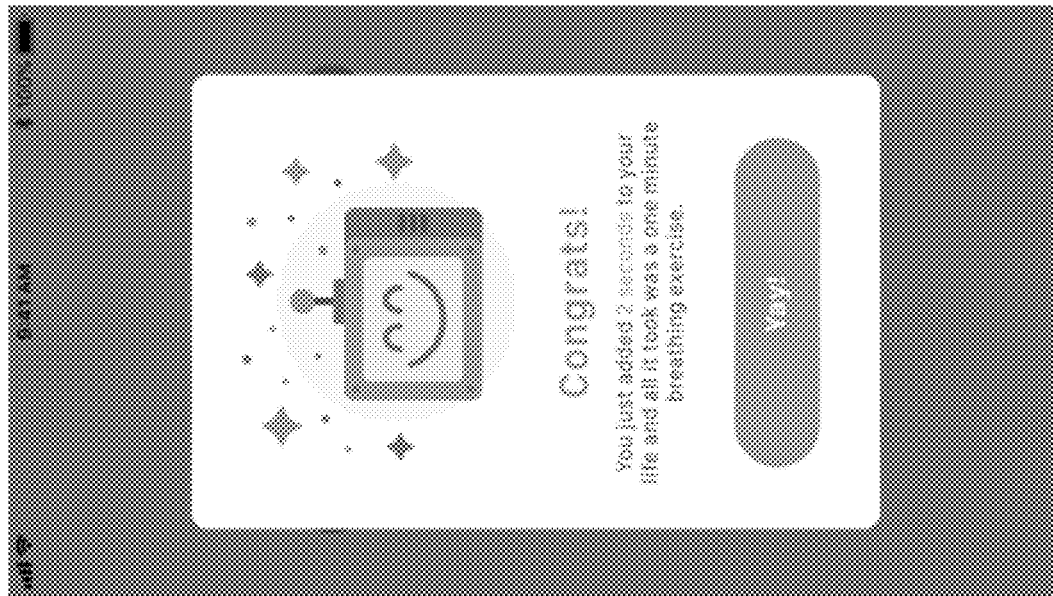 9:41 AM
100%
Congrats!
You just added 2 seconds to your
life and all it took was a one minute
breathing exercise.
YAY!